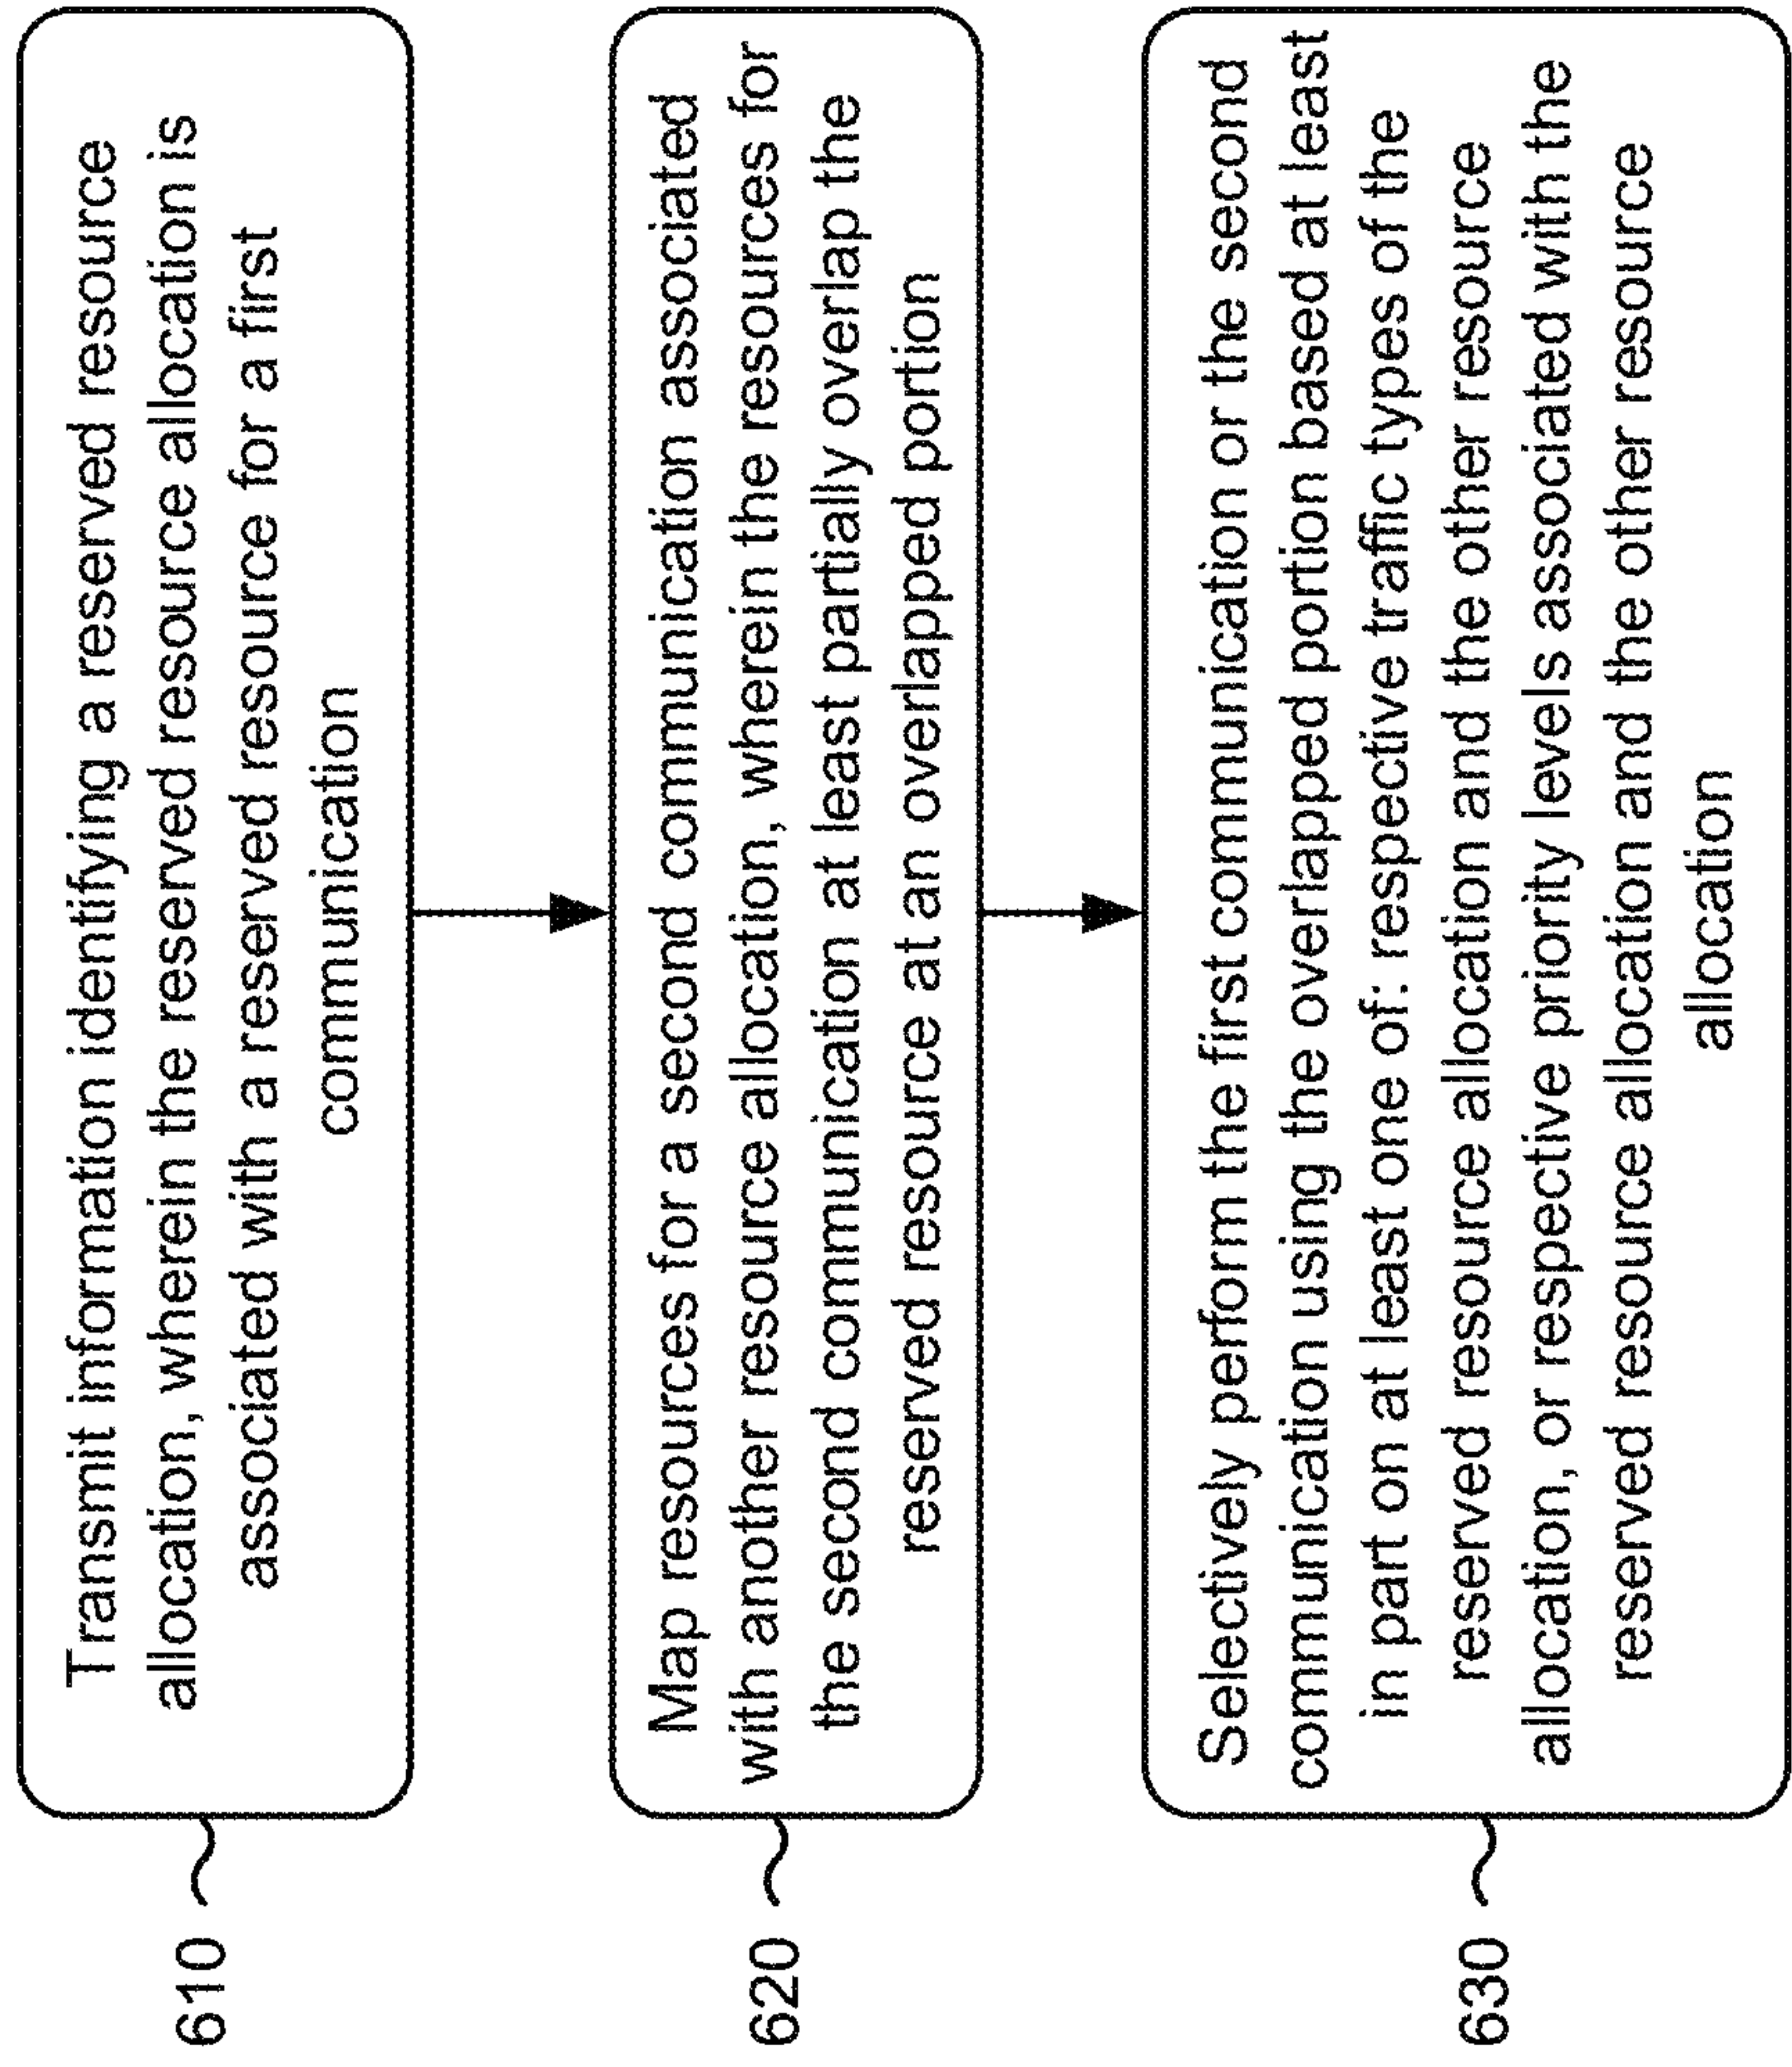 610
Transmit information identifying a reserved resource
allocation, wherein the reserved resource allocation is
associated with a reserved resource for a first
communication
620
Map resources for a second communication associated
with another resource allocation, wherein the resources for
the second communication at least partially overlap the
reserved resource at an overlapped portion
630
Selectively perform the first communication or the second
communication using the overlapped portion based at least
in part on at least one of: respective traffic types of the
reserved resource allocation and the other resource
allocation, or respective priority levels associated with the
reserved resource allocation and the other resource
allocation